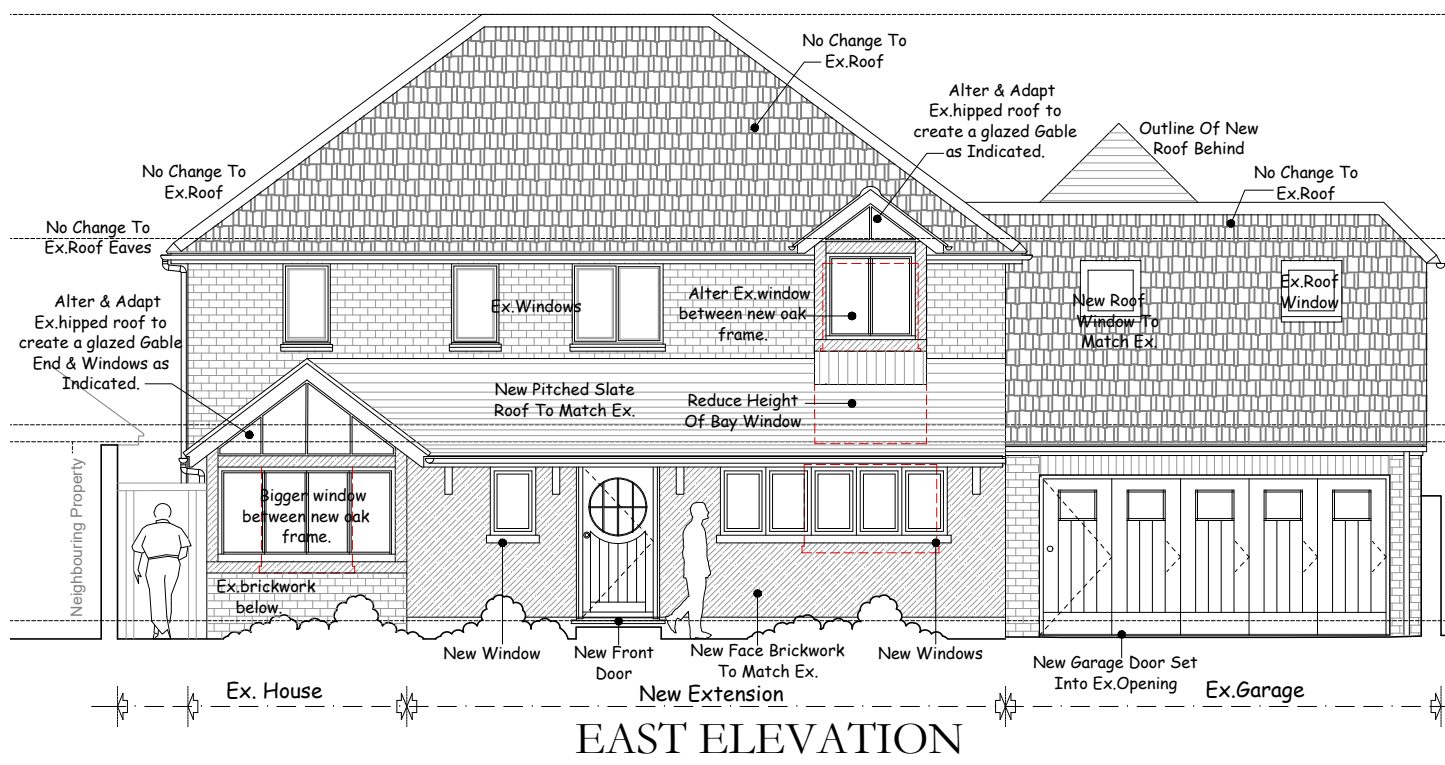 No Change To
Ex.Roof
Alter & Adapt
Ex.hipped roof to
create a glazed Gable
as Indicated.
Outline Of New
Roof Behind
No Change To
Ex.Roof
No Change To
Ex.Roof
No Change To
Ex.Roof Eaves
Alter & Adapt
Ex.hipped roof to
create a glazed Gable
End & Windows as
Indicated.
Ex.Windows
Alter Ex.window
between new oak
frame.
New Roof
Window To
Match Ex.
Ex.Roof
Window
New Pitched Slate
Roof To Match Ex.
Reduce Height
Of Bay Window
Neighbouring Property
Bigger window
between new oak
frame.
Ex.brickwork
below.
New Window
New Front
Door
New Face Brickwork
To Match Ex.
New Windows
New Garage Door Set
Into Ex.Opening
Ex. House
New Extension
Ex.Garage
EAST ELEVATION